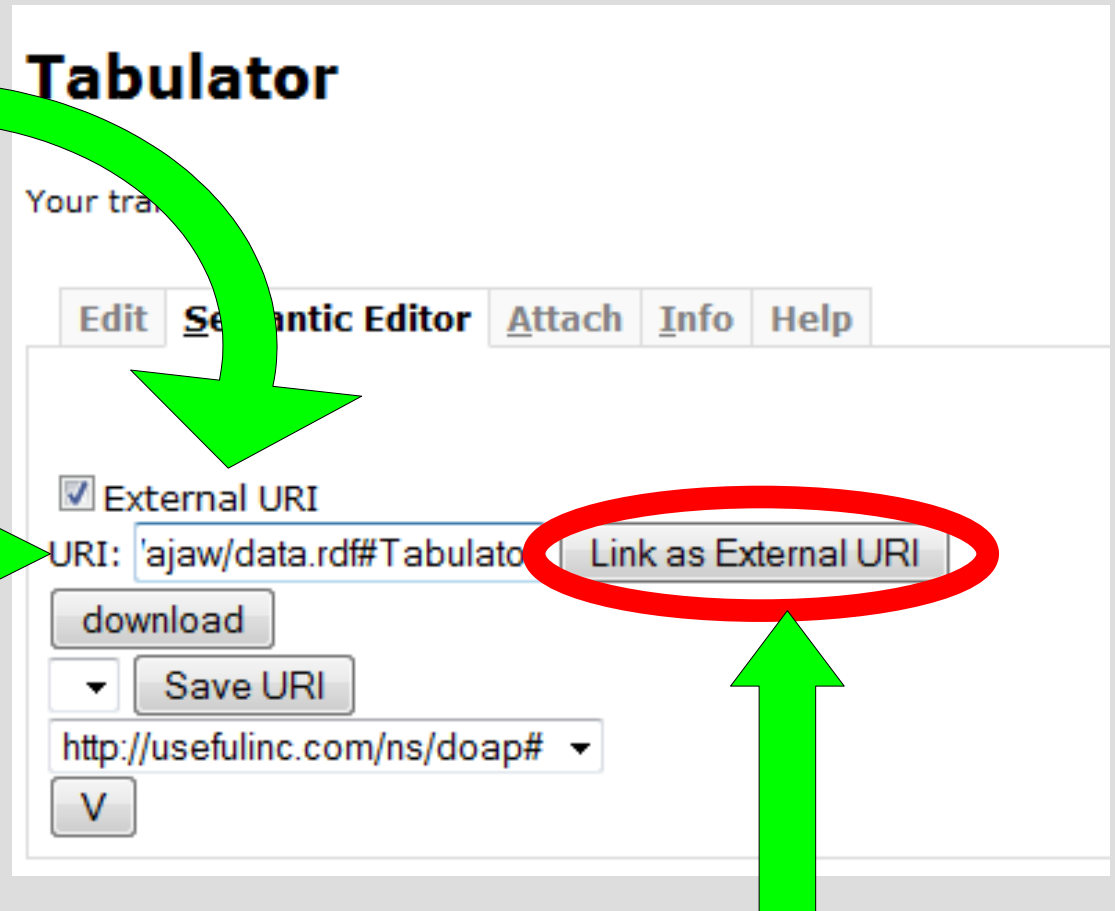 Tabulator
Your tra
Edit Semantic Editor Attach Info Help
External URI
URI: 'ajaw/data.rdf#Tabulato Link as External URI
download
Save URI
http://usefulinc.com/ns/doap#
V